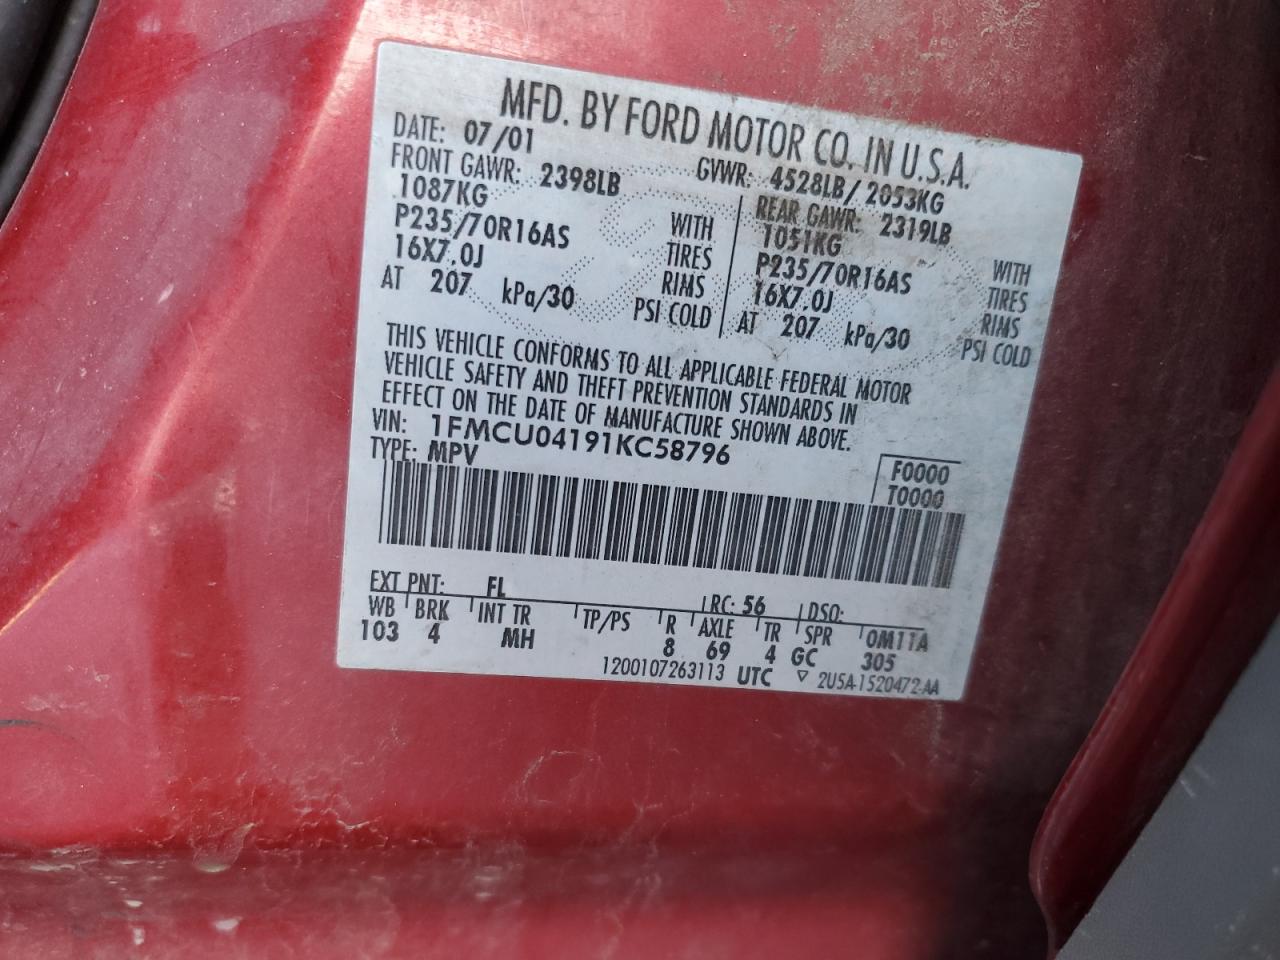 MFD. BY FORD MOTOR CO. IN U.S.A.
DATE: 07/01 GVWR: 4528LB/2053KG
FRONT GAWR: 2398LB REAR GAWR: 2319LB
1087KG WITH 1051KG WITH
P235/70R16AS TIRES P235/70R16AS TIRES
16X7.0J RIMS 16X7.0J RIMS
AT 207 kPa/30 PSI COLD AT 207 kPa/30 PSI COLD
THIS VEHICLE CONFORMS TO ALL APPLICABLE FEDERAL MOTOR
VEHICLE SAFETY AND THEFT PREVENTION STANDARDS IN
EFFECT ON THE DATE OF MANUFACTURE SHOWN ABOVE.
VIN: 1FMCU04191KC58796
TYPE: MPV F0000
T0000
EXT PNT: FL RC: 56 DSO:
WB BRK INT TR TP/PS R AXLE TR SPR OM11A
103 4 MH 8 69 4 GC 305
1200107263113 UTC ▽ 2U5A-1520472-AA